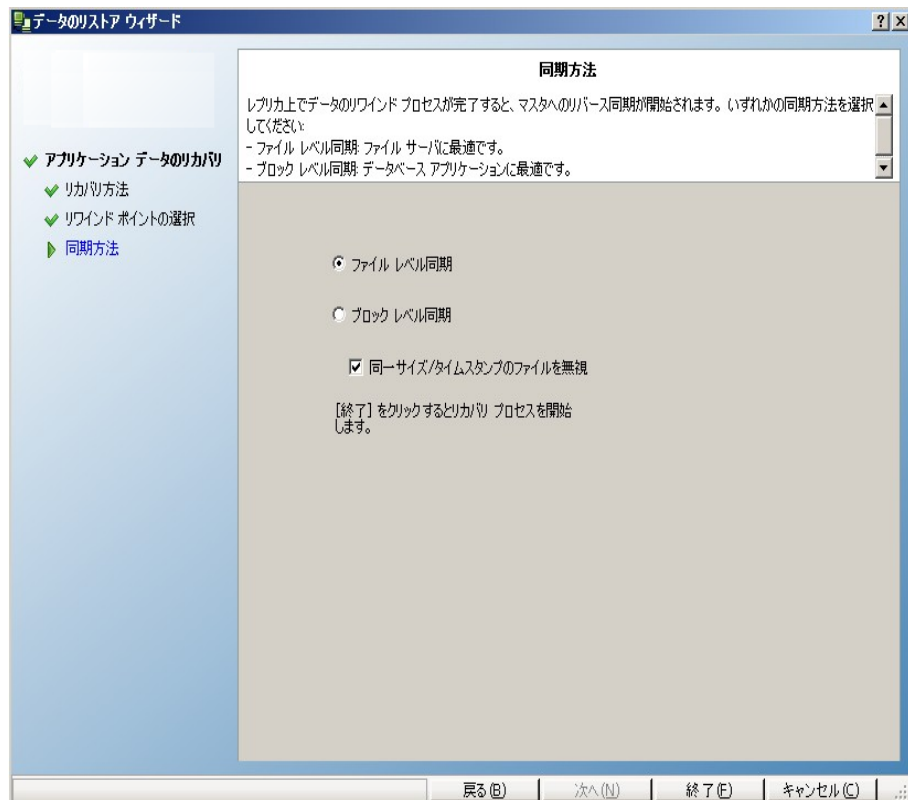 データのリストア ウィザード
? ×
アプリケーション データのリカバリ
リカバリ方法
リワインド ポイントの選択
同期方法
同期方法
レプリカ上でデータのリワインド プロセスが完了すると、マスタへのリバース同期が開始されます。いずれかの同期方法を選択
してください:
- ファイル レベル同期: ファイル サーバに最適です。
- ブロック レベル同期: データベース アプリケーションに最適です。
ファイル レベル同期
ブロック レベル同期
同一サイズ/タイムスタンプのファイルを無視
[終了] をクリックするとリカバリ プロセスを開始
します。
戻る(B) 次へ(N) 終了(F) キャンセル(C)